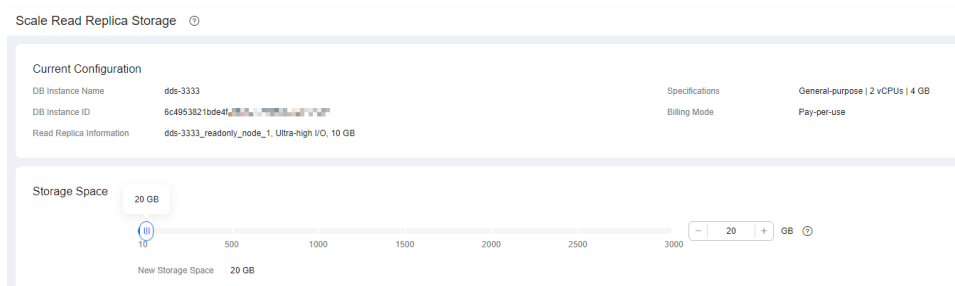 Scale Read Replica Storage ?
Current Configuration
DB Instance Name dds-3333 Specifications General-purpose | 2 vCPUs | 4 GB
DB Instance ID 6c4953821bde4f Billing Mode Pay-per-use
Read Replica Information dds-3333_readonly_node_1, Ultra-high I/O, 10 GB
Storage Space
20 GB
− 20 + GB ?
10 500 1000 1500 2000 2500 3000
New Storage Space 20 GB